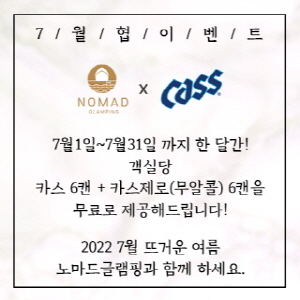 7 / 월 / 협 / 이 / 벤 / 트
NOMAD
GLAMPING
x
Cass
7월1일~7월31일 까지 한 달간!
객실당
카스 6캔 + 카스제로(무알콜) 6캔을
무료로 제공해드립니다!
2022 7월 뜨거운 여름
노마드글램핑과 함께 하세요.